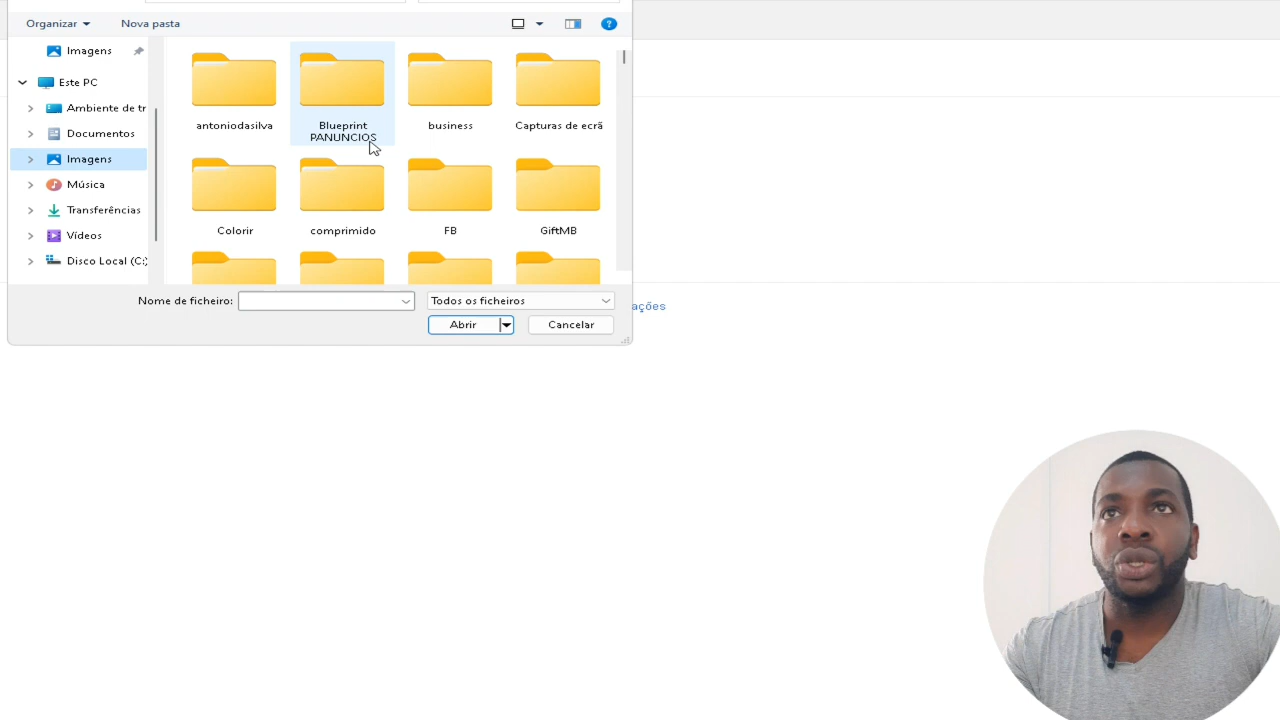 Organizar
Nova pasta
Imagens
Este PC
Ambiente de tr
Documentos
Imagens
Música
Transferências
Vídeos
Disco Local (C:)
antoniodasilva
Blueprint
PANUNCIOS
business
Capturas de ecrã
Colorir
comprimido
FB
GiftMB
Nome de ficheiro:
Todos os ficheiros
Abrir
Cancelar
ações